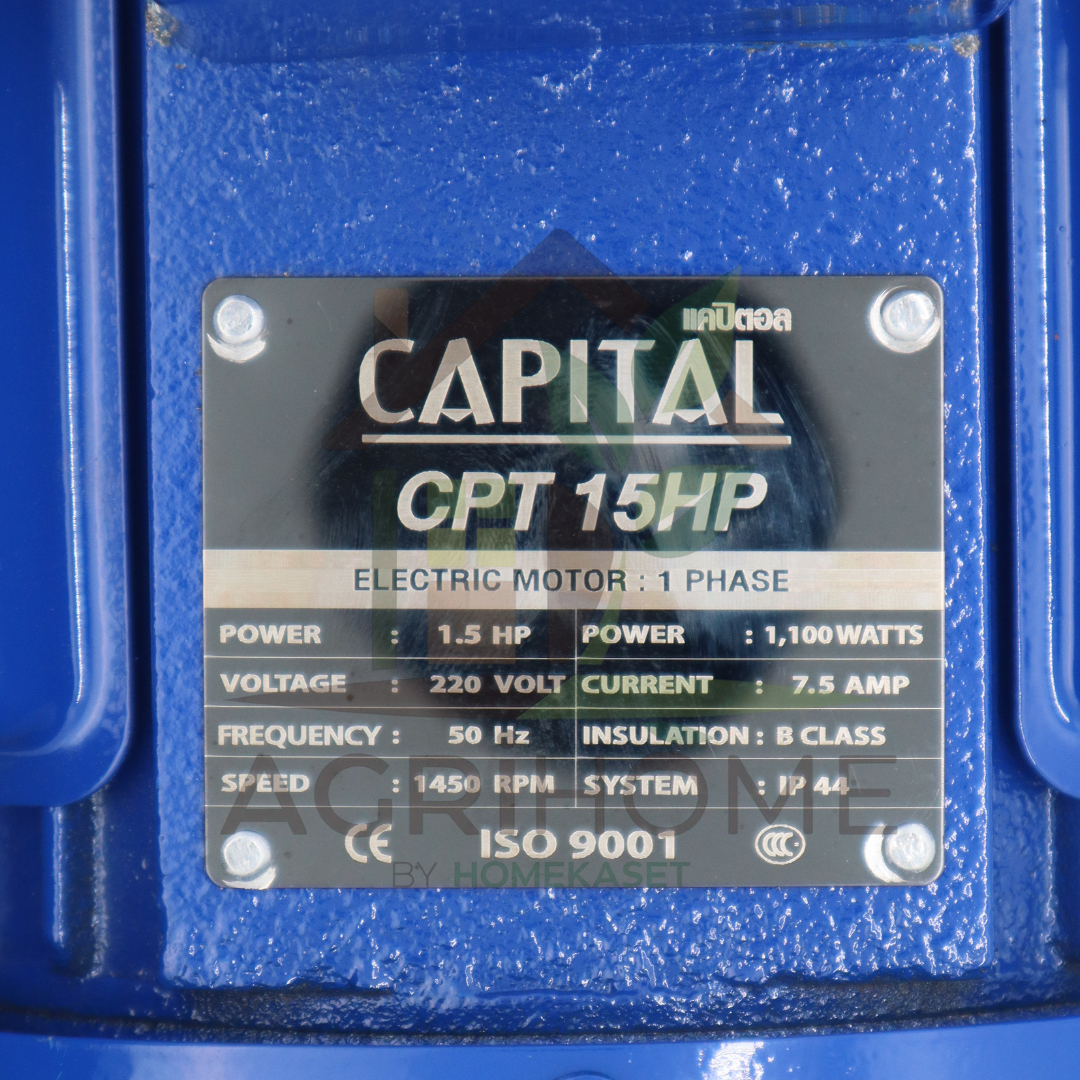 แคปิตอล
CAPITAL
CPT 15HP
ELECTRIC MOTOR : 1 PHASE
POWER : 1.5 HP POWER : 1,100 WATTS
VOLTAGE : 220 VOLT CURRENT : 7.5 AMP
FREQUENCY : 50 Hz INSULATION : B CLASS
SPEED : 1450 RPM SYSTEM : IP 44
AGRIHOME
CE ISO 9001 CCC
BY HOMEKASET